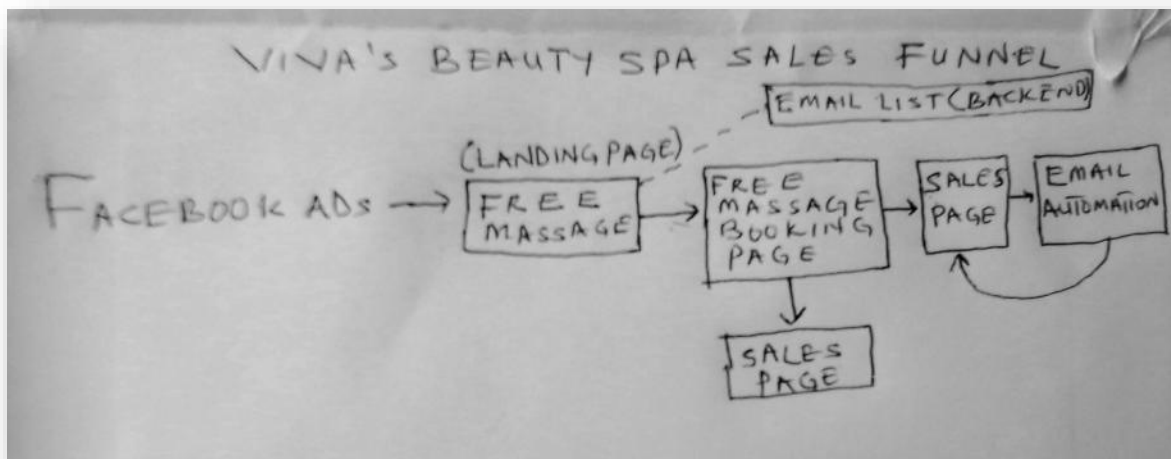 VIVA's BEAUTY SPA SALES FUNNEL
EMAIL LIST (BACKEND)
(LANDING PAGE)
FACEBOOK ADs
FREE
MASSAGE
FREE
MASSAGE
BOOKING
PAGE
SALES
PAGE
EMAIL
AUTOMATION
SALES
PAGE